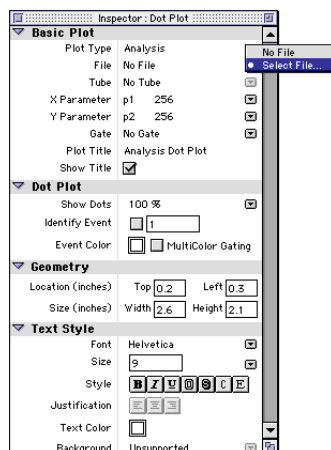 Inspector : Dot Plot
Basic Plot
Plot Type Analysis
No File
File No File
Select File...
Tube No Tube
X Parameter p1 256
Y Parameter p2 256
Gate No Gate
Plot Title Analysis Dot Plot
Show Title
Dot Plot
Show Dots 100 %
Identify Event 1
Event Color MultiColor Gating
Geometry
Location (inches) Top 0.2 Left 0.3
Size (inches) Width 2.6 Height 2.1
Text Style
Font Helvetica
Size 9
Style B I U O S C E
Justification
Text Color
Background Unsupported